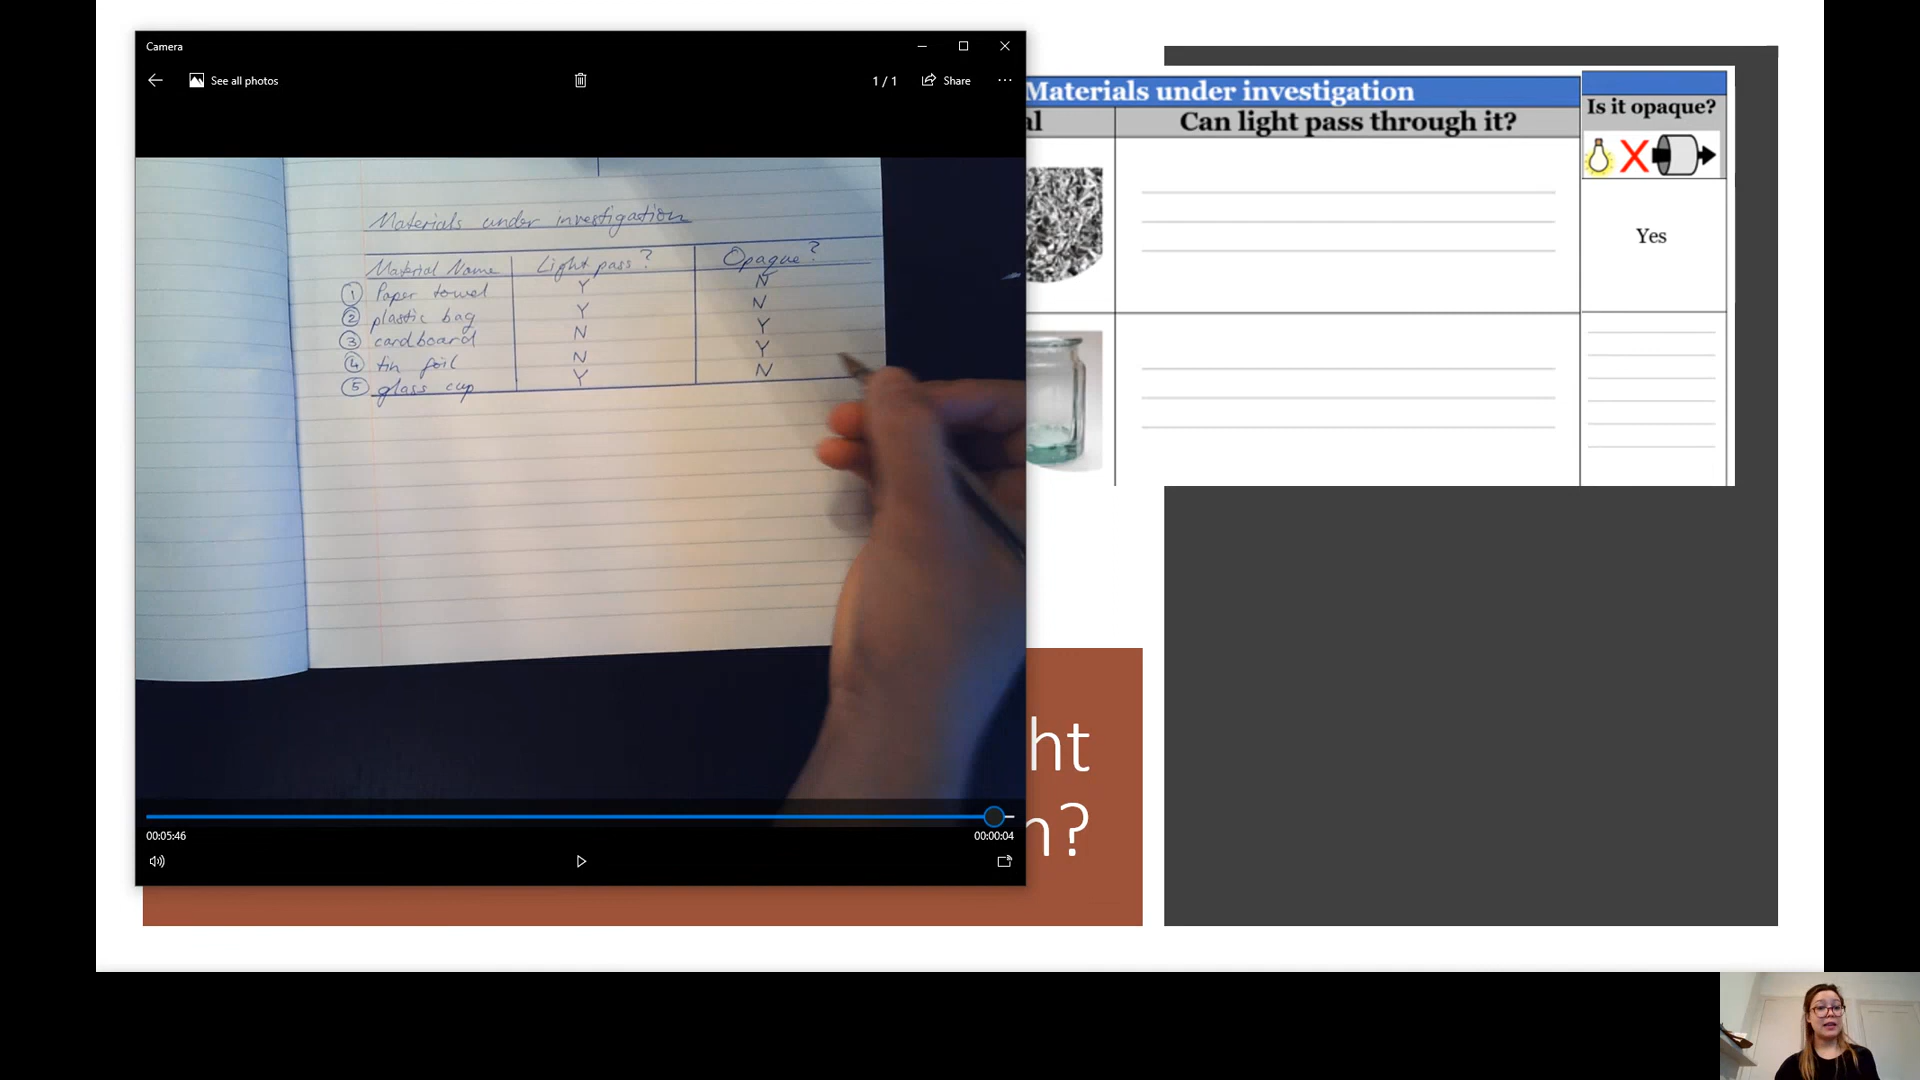 Camera
See all photos
1 / 1
Share
Materials under investigation
Material Name Light pass? Opaque?
1 Paper towel Y N
2 plastic bag Y N
3 cardboard N Y
4 tin foil N Y
5 glass cup Y N
00:05:46
00:00:04
Materials under investigation
al Can light pass through it? Is it opaque?
X
Yes
ht
n?